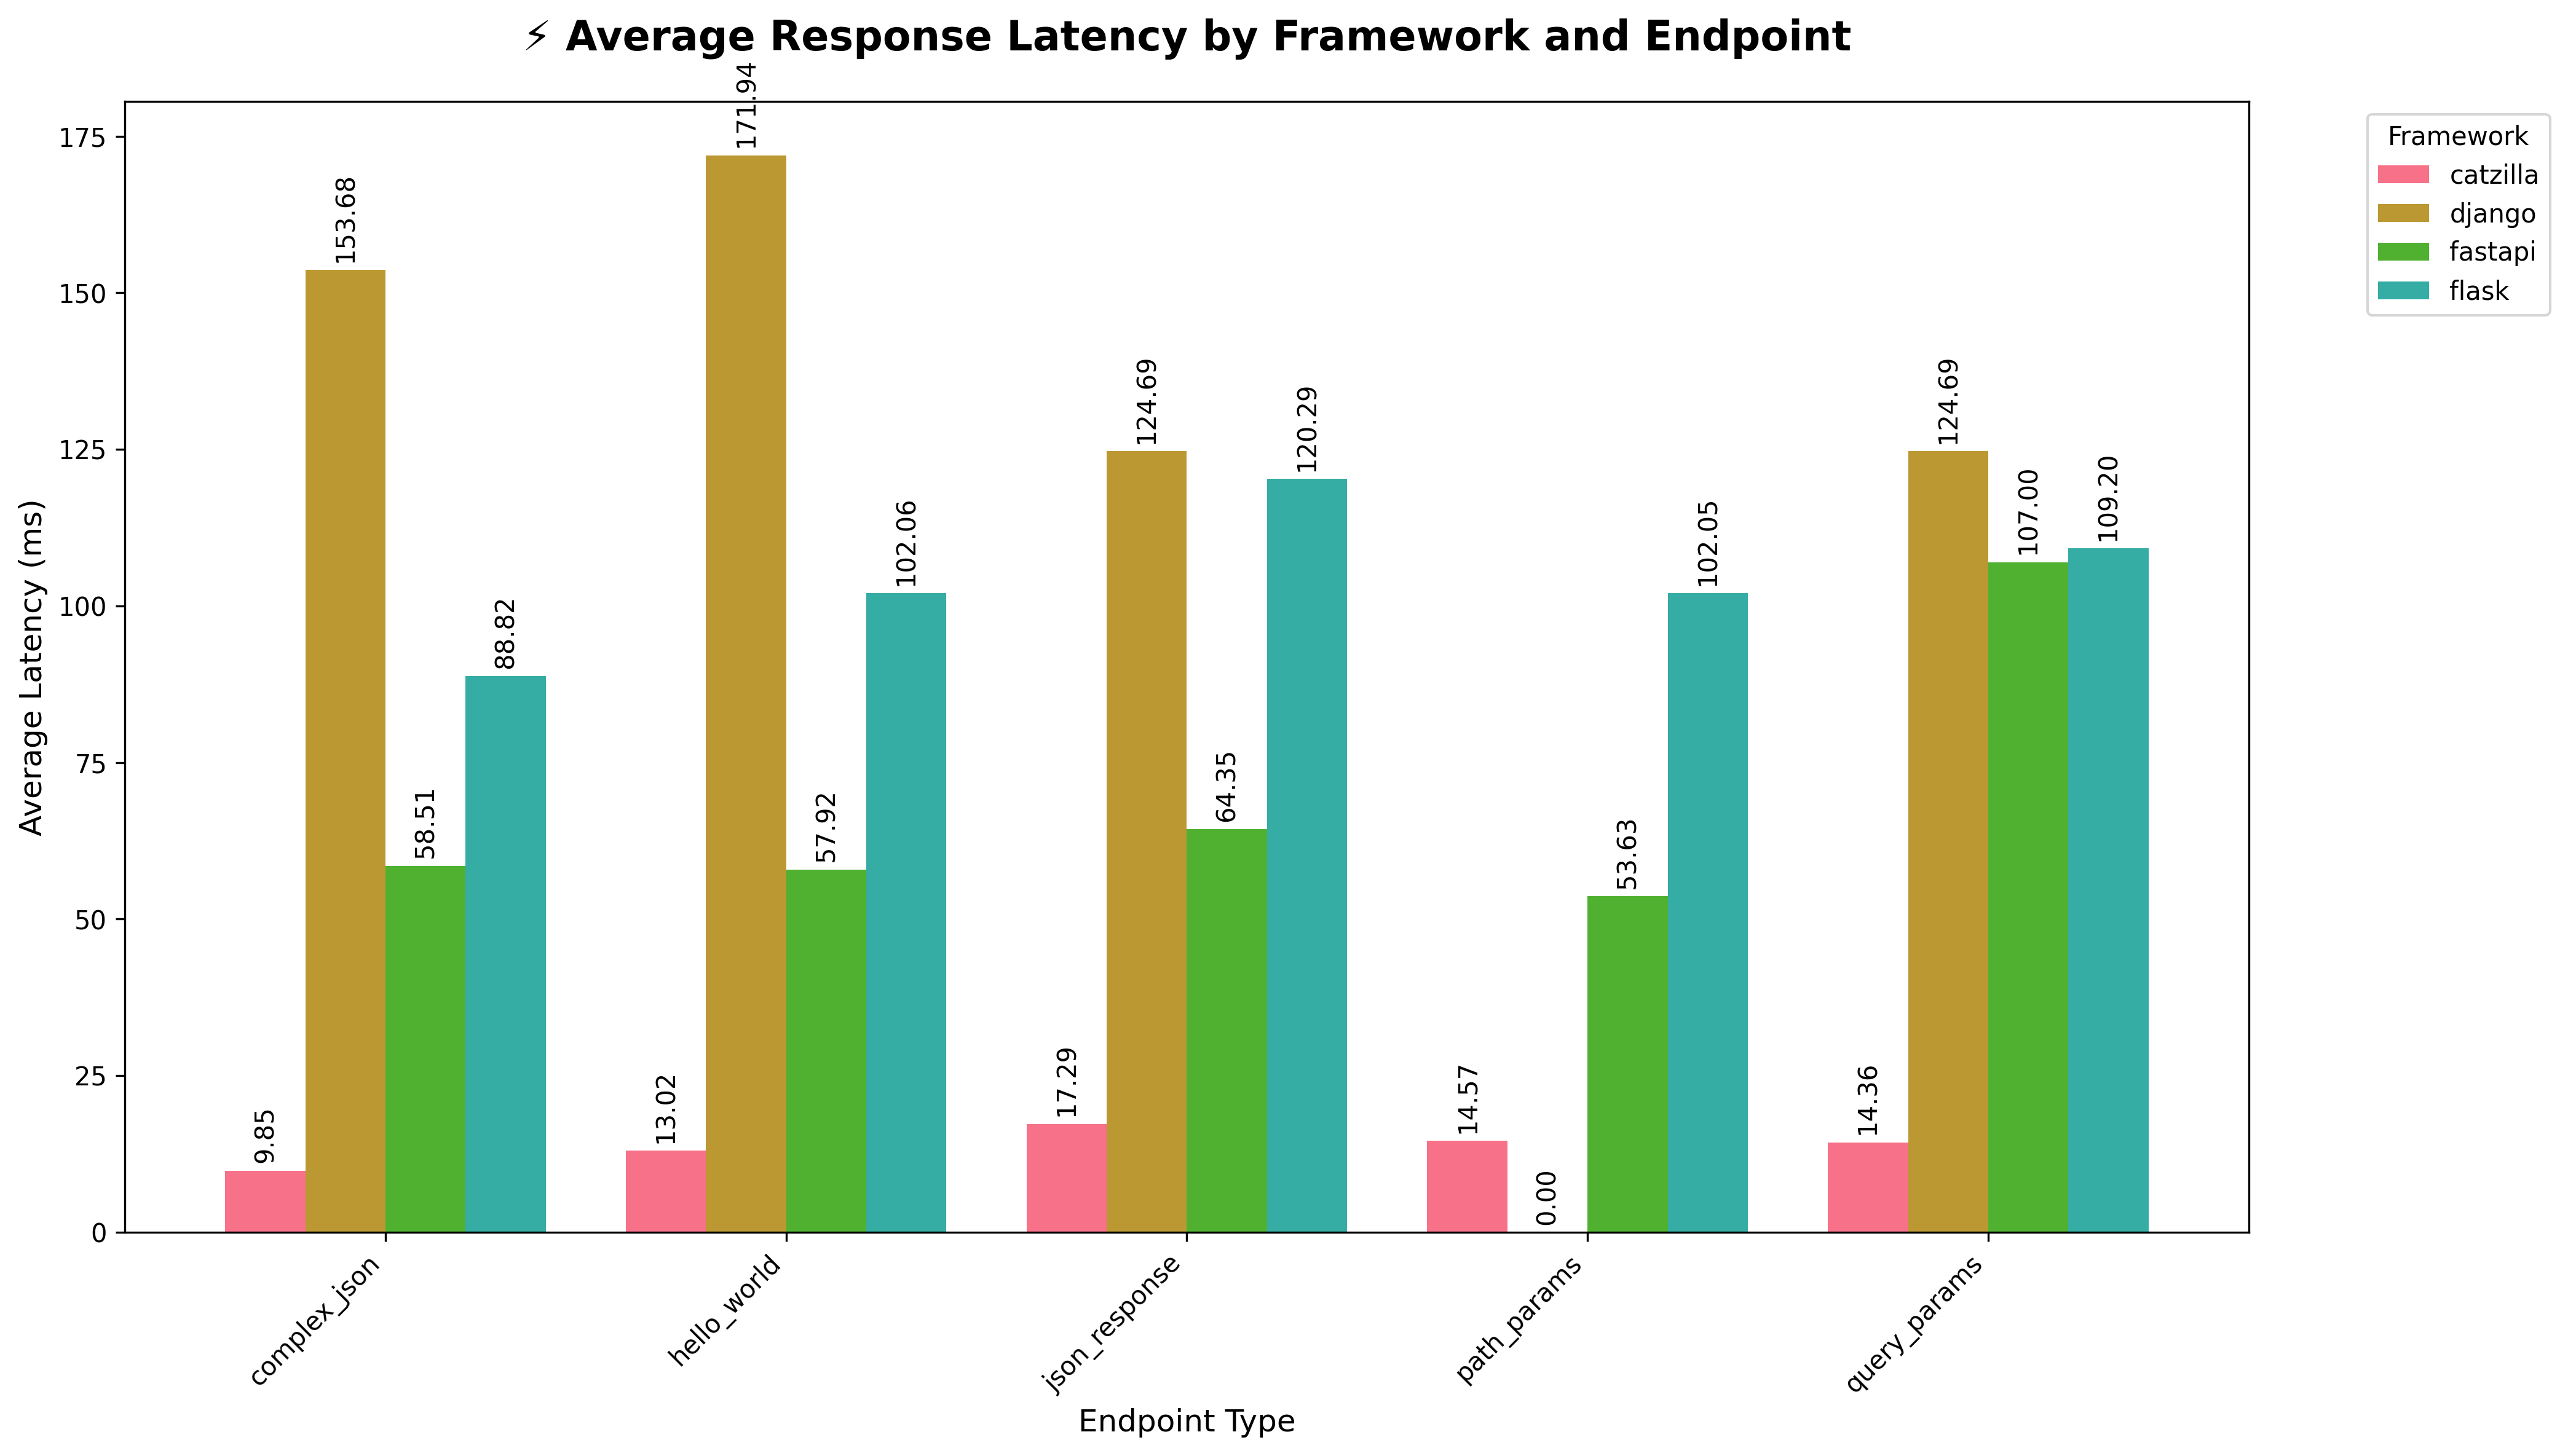 ⚡ Average Response Latency by Framework and Endpoint
Average Latency (ms)
175
150
125
100
75
50
25
0
9.85
153.68
58.51
88.82
13.02
171.94
57.92
102.06
17.29
124.69
64.35
120.29
14.57
0.00
53.63
102.05
14.36
124.69
107.00
109.20
complex_json
hello_world
json_response
path_params
query_params
Endpoint Type
Framework
catzilla
django
fastapi
flask